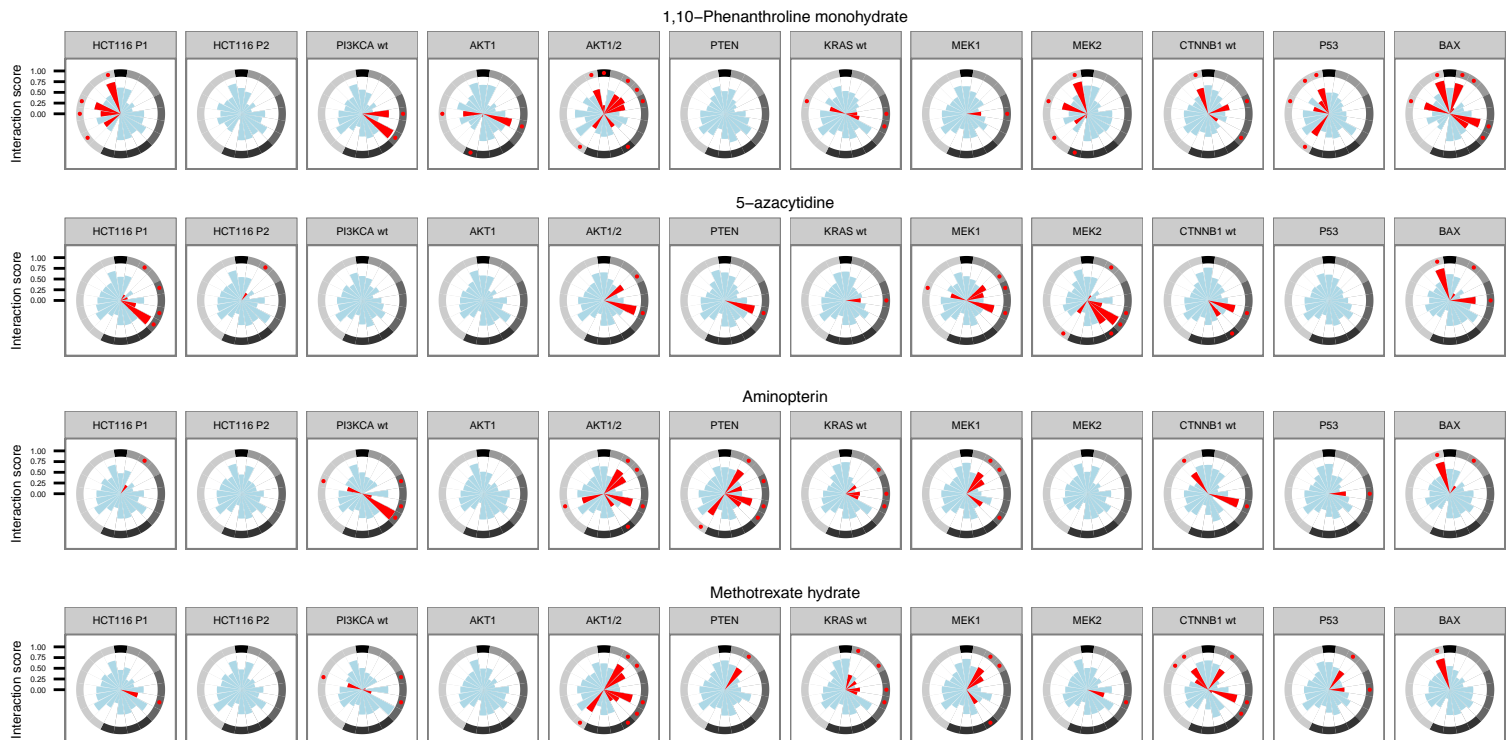 1,10−Phenanthroline monohydrate
HCT116 P1 HCT116 P2 PI3KCA wt AKT1 AKT1/2 PTEN KRAS wt MEK1 MEK2 CTNNB1 wt P53 BAX
Interaction score
1.00
0.75
0.50
0.25
0.00
5−azacytidine
HCT116 P1 HCT116 P2 PI3KCA wt AKT1 AKT1/2 PTEN KRAS wt MEK1 MEK2 CTNNB1 wt P53 BAX
Interaction score
1.00
0.75
0.50
0.25
0.00
Aminopterin
HCT116 P1 HCT116 P2 PI3KCA wt AKT1 AKT1/2 PTEN KRAS wt MEK1 MEK2 CTNNB1 wt P53 BAX
Interaction score
1.00
0.75
0.50
0.25
0.00
Methotrexate hydrate
HCT116 P1 HCT116 P2 PI3KCA wt AKT1 AKT1/2 PTEN KRAS wt MEK1 MEK2 CTNNB1 wt P53 BAX
Interaction score
1.00
0.75
0.50
0.25
0.00